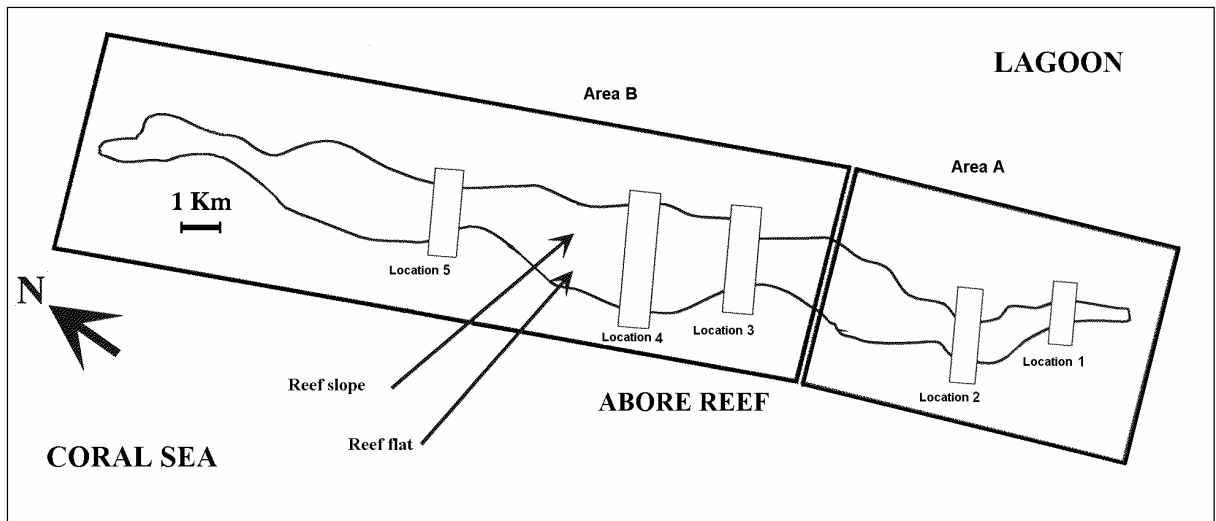 LAGOON
Area B
Area A
1 Km
Location 5
N
Location 4
Location 3
Location 1
Location 2
Reef slope
ABORE REEF
Reef flat
CORAL SEA